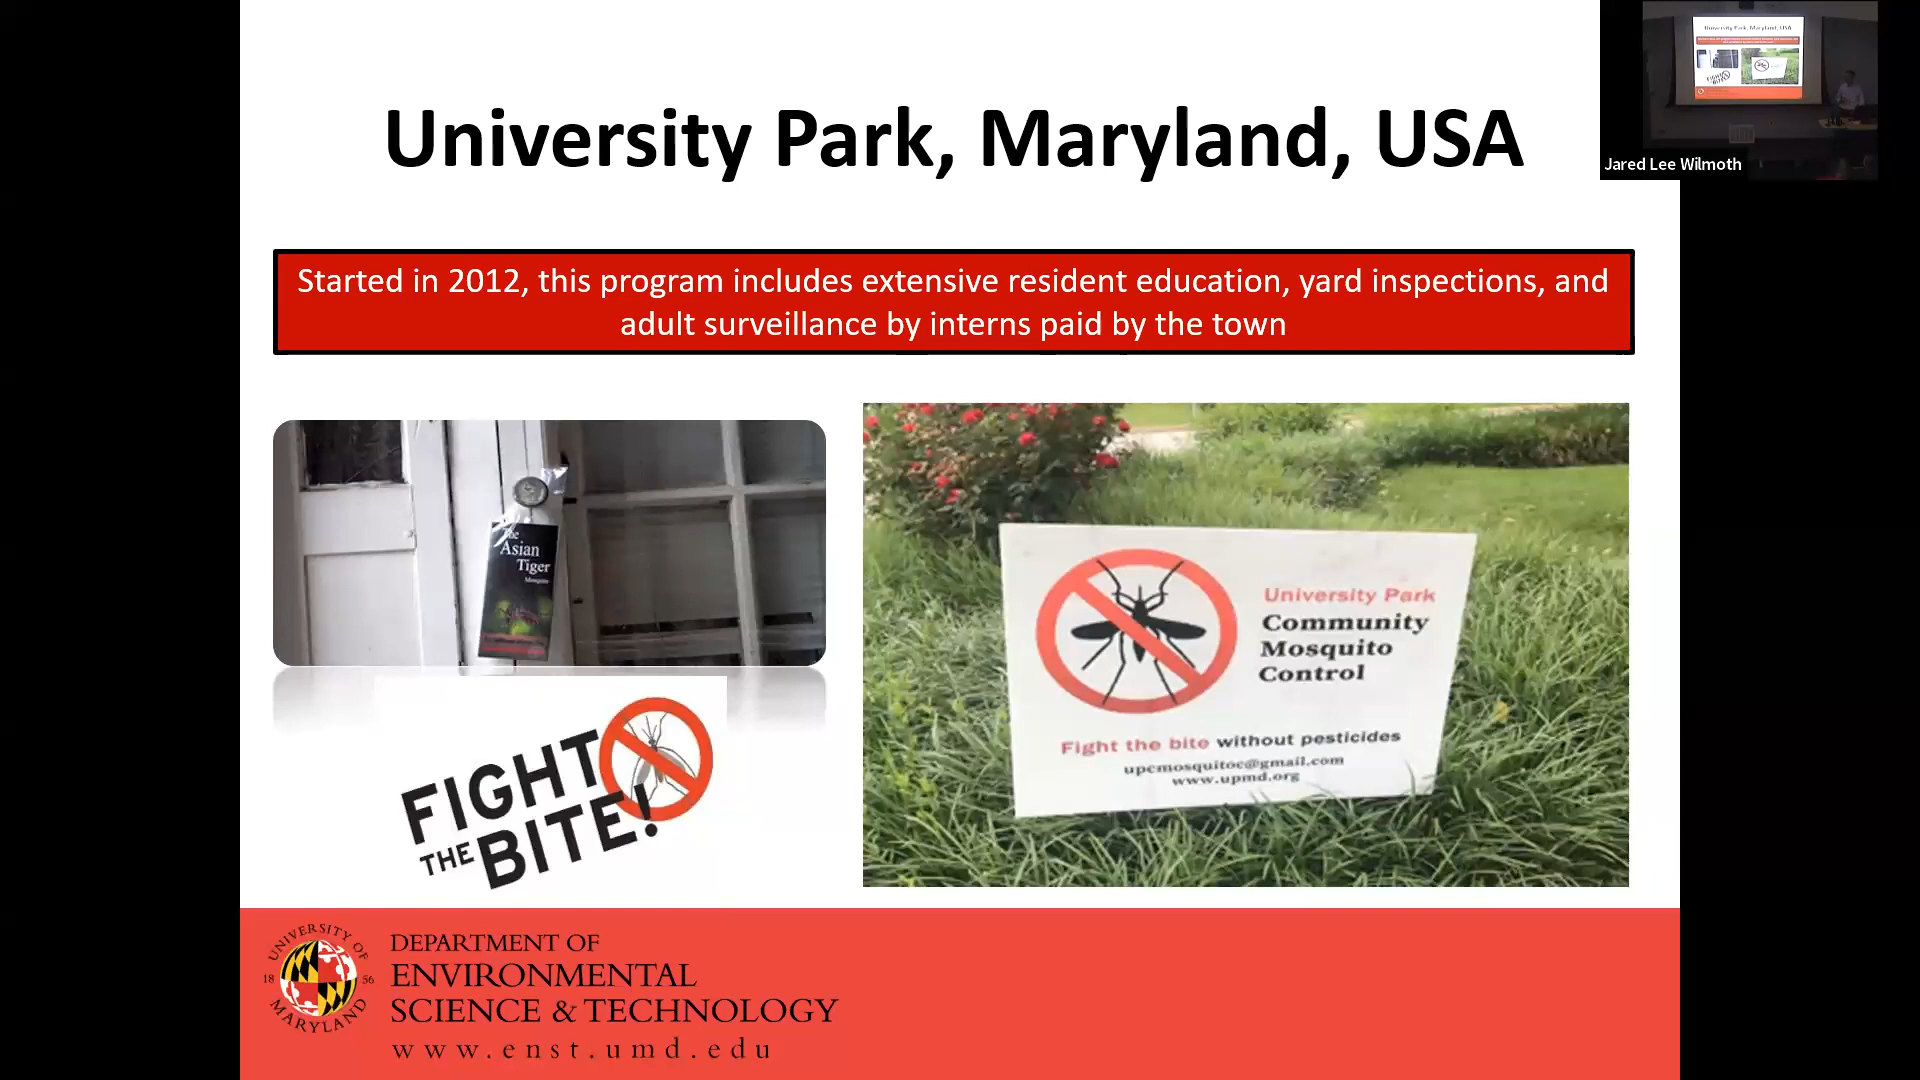 University Park, Maryland, USA
Jared Lee Wilmoth
Started in 2012, this program includes extensive resident education, yard inspections, and
adult surveillance by interns paid by the town
The
Asian
Tiger
Mosquito
University Park
Community
Mosquito
Control
Fight the bite without pesticides
upcmosquitoc@gmail.com
www.upmd.org
FIGHT
THE BITE!
UNIVERSITY OF
18 56
MARYLAND
DEPARTMENT OF
ENVIRONMENTAL
SCIENCE & TECHNOLOGY
www.enst.umd.edu